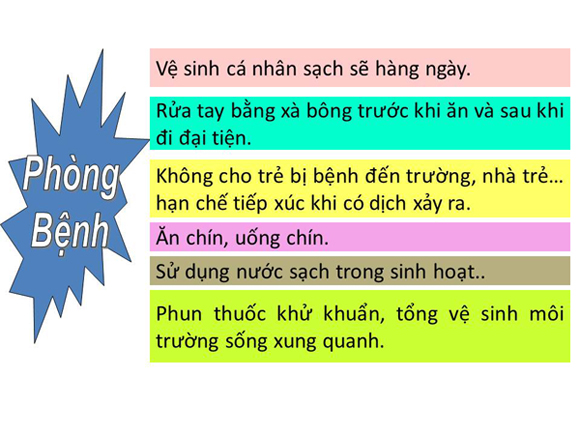 Phòng
Bệnh
Vệ sinh cá nhân sạch sẽ hàng ngày.
Rửa tay bằng xà bông trước khi ăn và sau khi
đi đại tiện.
Không cho trẻ bị bệnh đến trường, nhà trẻ...
hạn chế tiếp xúc khi có dịch xảy ra.
Ăn chín, uống chín.
Sử dụng nước sạch trong sinh hoạt..
Phun thuốc khử khuẩn, tổng vệ sinh môi
trường sống xung quanh.